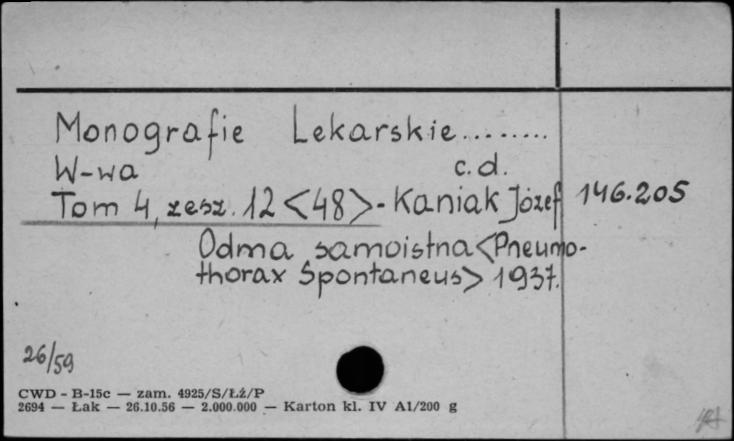 Monografie Lekarskie.........
W-wa c.d.
Tom 4, zesz. 12 <48> - Kaniak Józef 146.205
Odma samoistna <Pneumo-
thorax Spontaneus> 1937.
26/59
CWD - B-15c — zam. 4925/S/Łź/P
2694 — Łak — 26.10.56 — 2.000.000 — Karton kl. IV A1/200 g